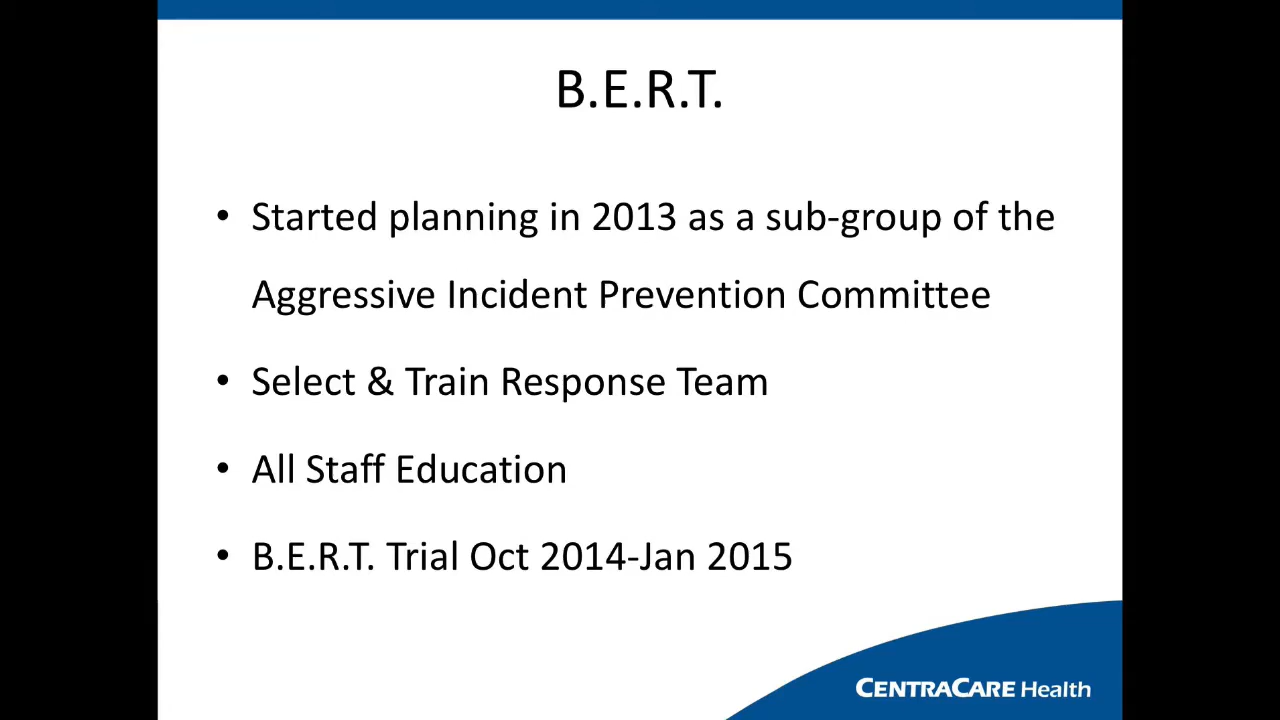 B.E.R.T.
• Started planning in 2013 as a sub-group of the
Aggressive Incident Prevention Committee
• Select & Train Response Team
• All Staff Education
• B.E.R.T. Trial Oct 2014-Jan 2015
CENTRACARE Health